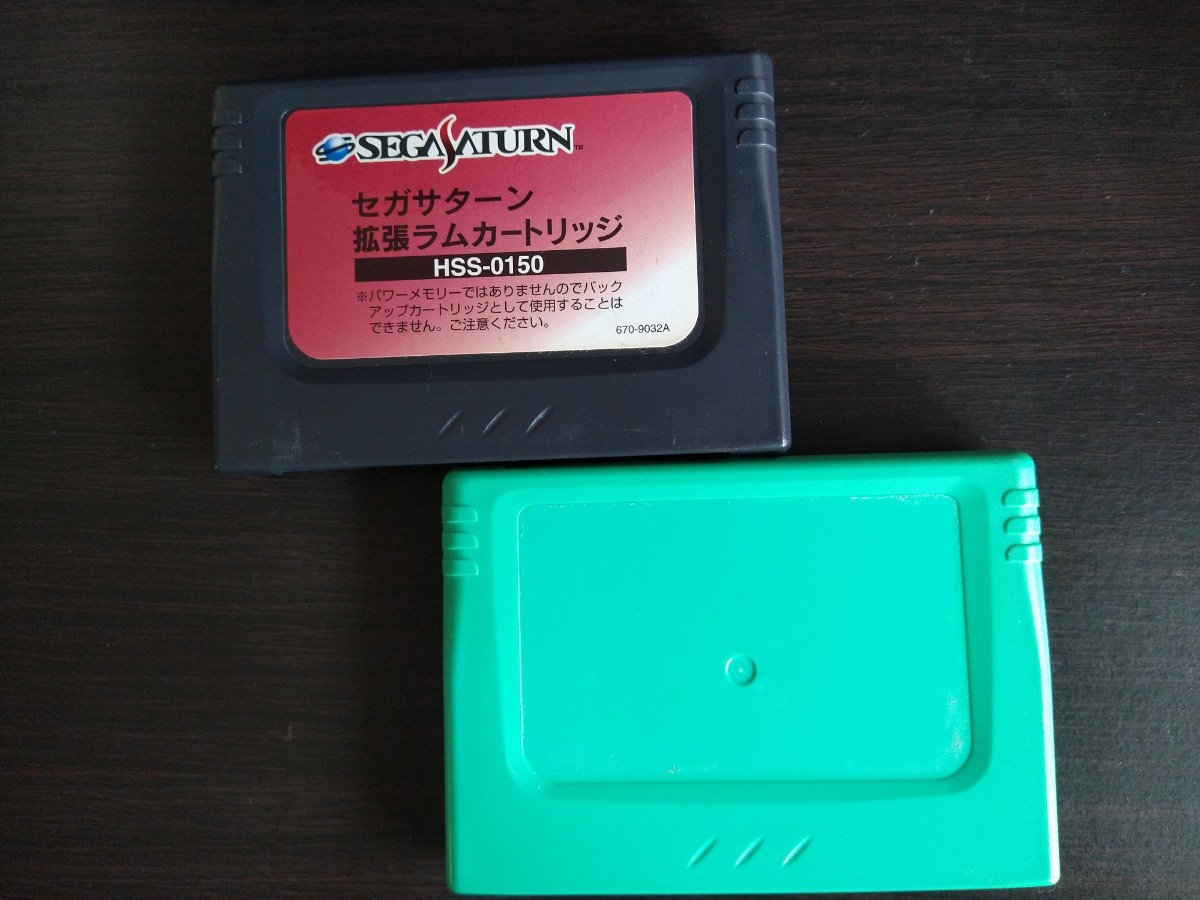 SEGASATURN™
セガサターン
拡張ラムカートリッジ
HSS-0150
※パワーメモリーではありませんのでバック
アップカートリッジとして使用することは
できません。ご注意ください。
670-9032A